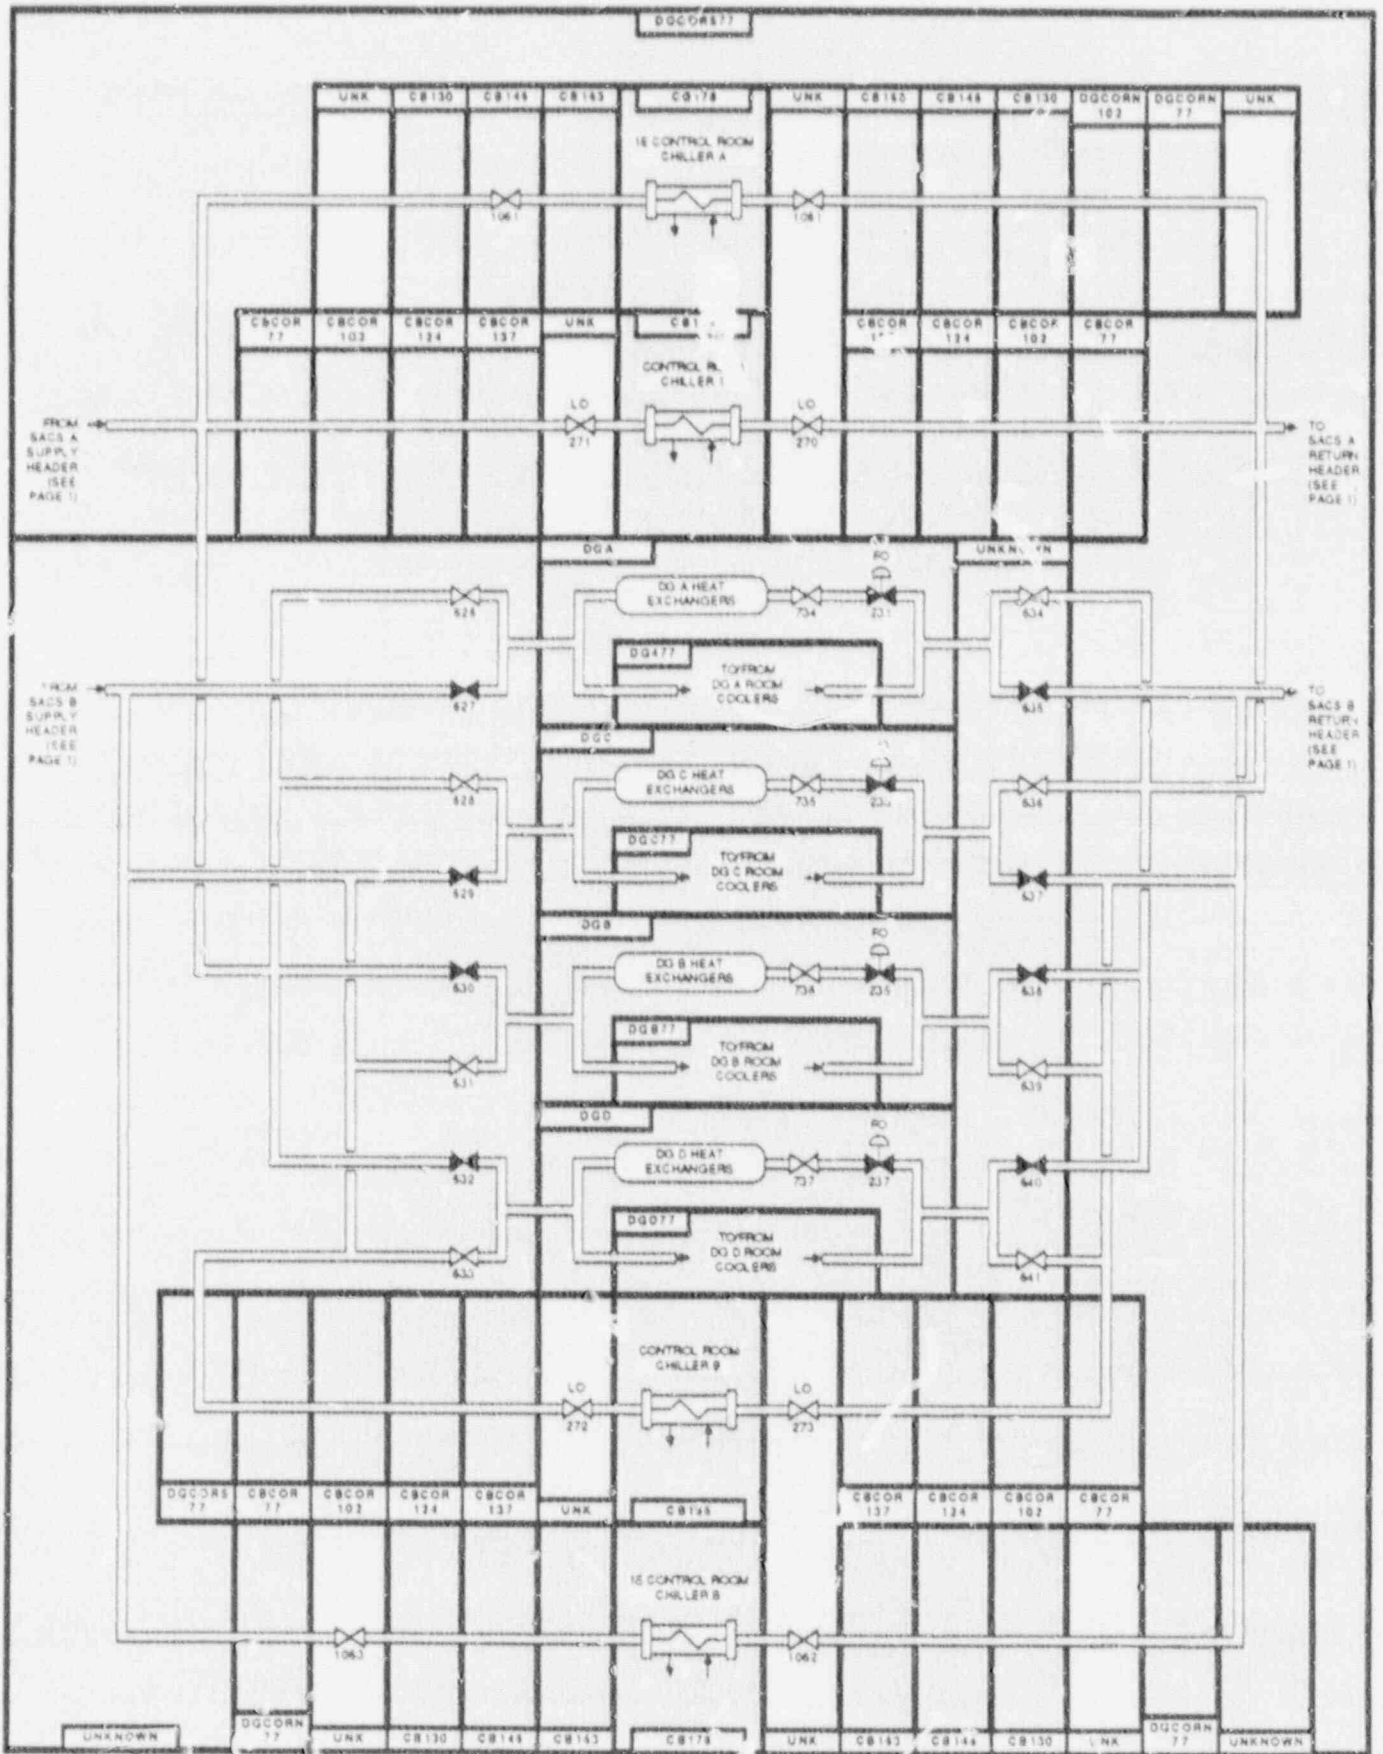 DGCORS77
UNK
CB130
CB146
CB163
CB178
UNK
CB146
CB130
DGCORN
102
DGCORN
77
UNK
1E CONTROL ROOM
CHILLER A
1061
1061
CBCOR
77
CBCOR
103
CBCOR
124
CBCOR
137
UNK
CBCOR
CBCOR
124
CBCOR
102
CBCOR
77
CONTROL
CHILLER
LO
271
LO
270
FROM
SACS A
SUPPLY
HEADER
(SEE
PAGE 1)
TO
SACS A
RETURN
HEADER
(SEE
PAGE 1)
DGA
UNKNOWN
FO
DG A HEAT
EXCHANGERS
626
734
231
634
DGA77
TO/FROM
DG A ROOM
COOLERS
627
635
FROM
SACS B
SUPPLY
HEADER
(SEE
PAGE 1)
TO
SACS B
RETURN
HEADER
(SEE
PAGE 1)
DGC
DG C HEAT
EXCHANGERS
628
735
636
DGC77
TO/FROM
DG C ROOM
COOLERS
629
637
DGB
FO
DG B HEAT
EXCHANGERS
630
736
235
638
DGB77
TO/FROM
DG B ROOM
COOLERS
631
639
DGD
FO
DG D HEAT
EXCHANGERS
632
737
237
640
DGD77
TO/FROM
DG D ROOM
COOLERS
633
641
CONTROL ROOM
CHILLER B
LO
272
LO
273
DGCORS
77
CBCOR
77
CBCOR
102
CBCOR
124
CBCOR
137
UNK
CBCOR
137
CBCOR
124
CBCOR
102
CBCOR
77
1E CONTROL ROOM
CHILLER B
1063
1062
UNKNOWN
DGCORN
77
UNK
CB130
CB146
CB163
CB178
UNK
CB163
CB146
CB130
UNK
DGCORN
77
UNKNOWN